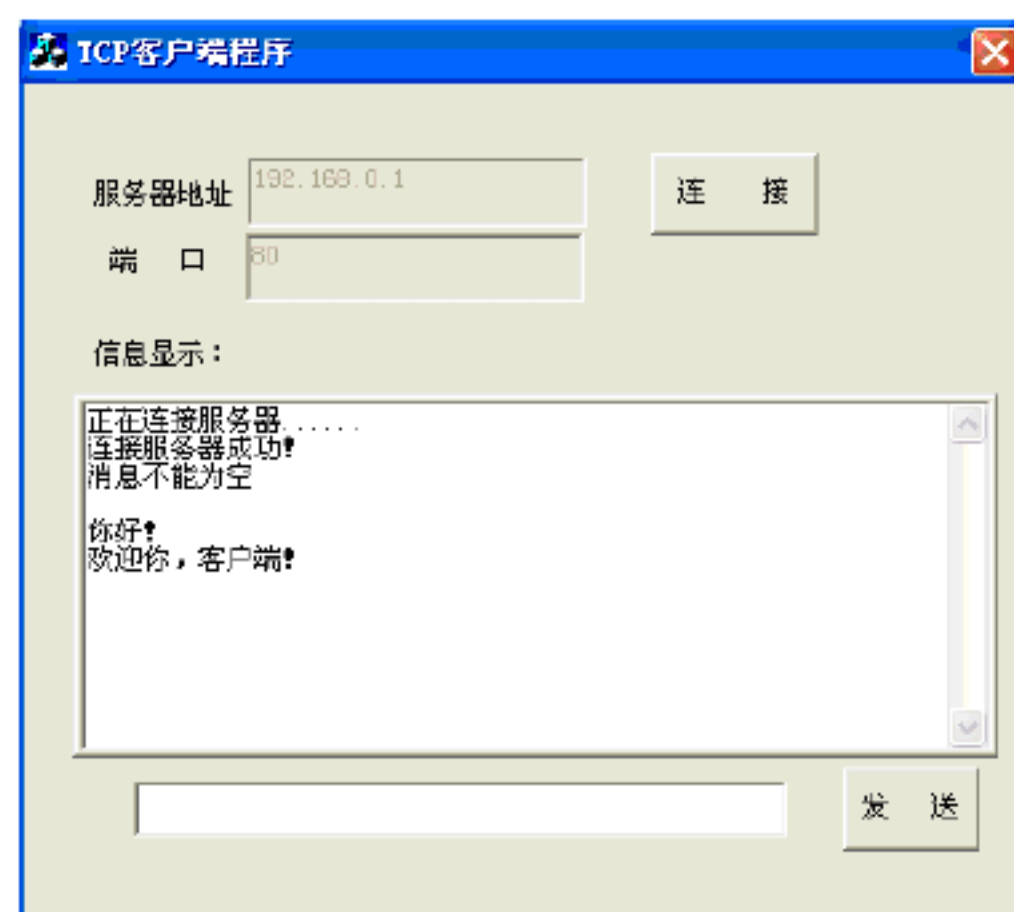 TCP客户端程序
服务器地址 192.168.0.1 连 接
端 口 80
信息显示:
正在连接服务器......
连接服务器成功!
消息不能为空
你好!
欢迎你,客户端!
发 送